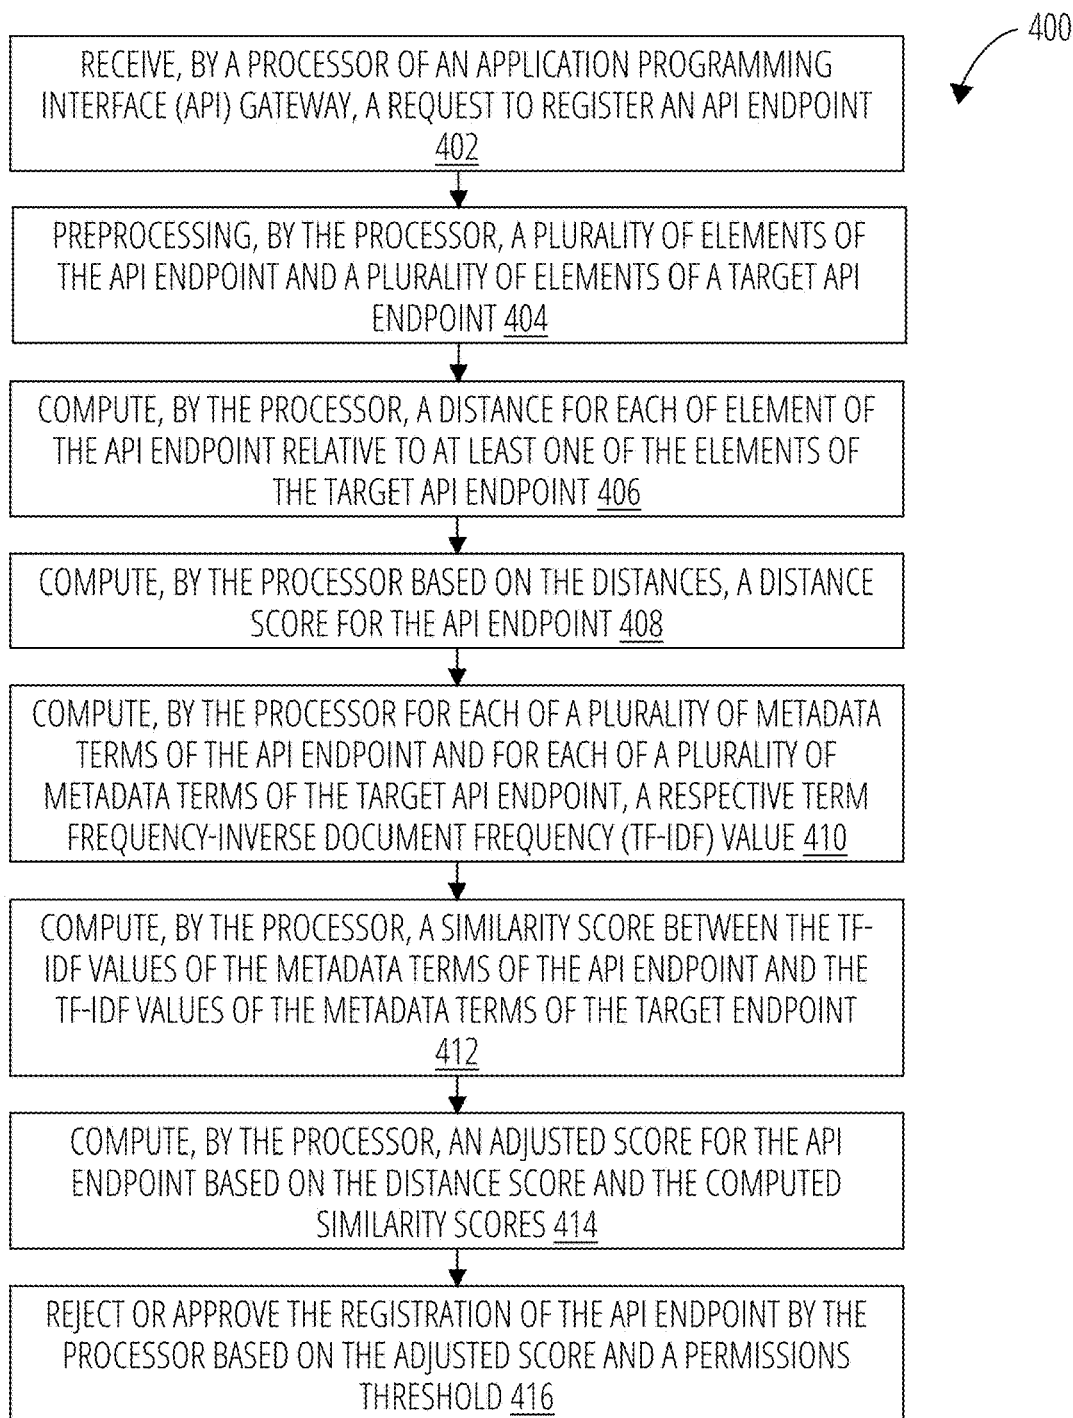 400
RECEIVE, BY A PROCESSOR OF AN APPLICATION PROGRAMMING
INTERFACE (API) GATEWAY, A REQUEST TO REGISTER AN API ENDPOINT
402
PREPROCESSING, BY THE PROCESSOR, A PLURALITY OF ELEMENTS OF
THE API ENDPOINT AND A PLURALITY OF ELEMENTS OF A TARGET API
ENDPOINT 404
COMPUTE, BY THE PROCESSOR, A DISTANCE FOR EACH OF ELEMENT OF
THE API ENDPOINT RELATIVE TO AT LEAST ONE OF THE ELEMENTS OF
THE TARGET API ENDPOINT 406
COMPUTE, BY THE PROCESSOR BASED ON THE DISTANCES, A DISTANCE
SCORE FOR THE API ENDPOINT 408
COMPUTE, BY THE PROCESSOR FOR EACH OF A PLURALITY OF METADATA
TERMS OF THE API ENDPOINT AND FOR EACH OF A PLURALITY OF
METADATA TERMS OF THE TARGET API ENDPOINT, A RESPECTIVE TERM
FREQUENCY-INVERSE DOCUMENT FREQUENCY (TF-IDF) VALUE 410
COMPUTE, BY THE PROCESSOR, A SIMILARITY SCORE BETWEEN THE TF-
IDF VALUES OF THE METADATA TERMS OF THE API ENDPOINT AND THE
TF-IDF VALUES OF THE METADATA TERMS OF THE TARGET ENDPOINT
412
COMPUTE, BY THE PROCESSOR, AN ADJUSTED SCORE FOR THE API
ENDPOINT BASED ON THE DISTANCE SCORE AND THE COMPUTED
SIMILARITY SCORES 414
REJECT OR APPROVE THE REGISTRATION OF THE API ENDPOINT BY THE
PROCESSOR BASED ON THE ADJUSTED SCORE AND A PERMISSIONS
THRESHOLD 416